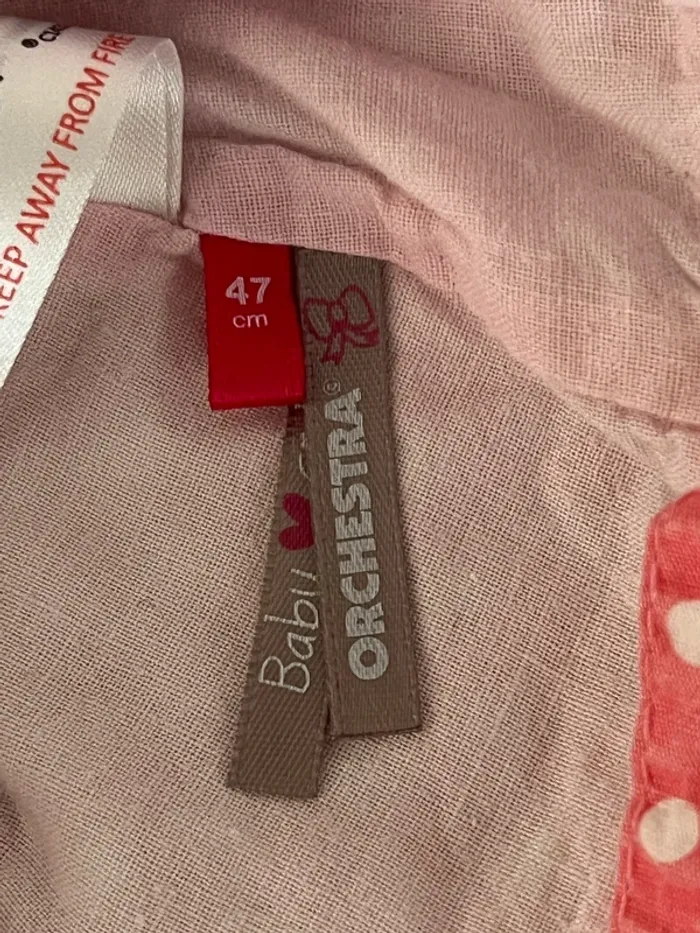 KEEP AWAY FROM FIRE
47
cm
ORCHESTRA©